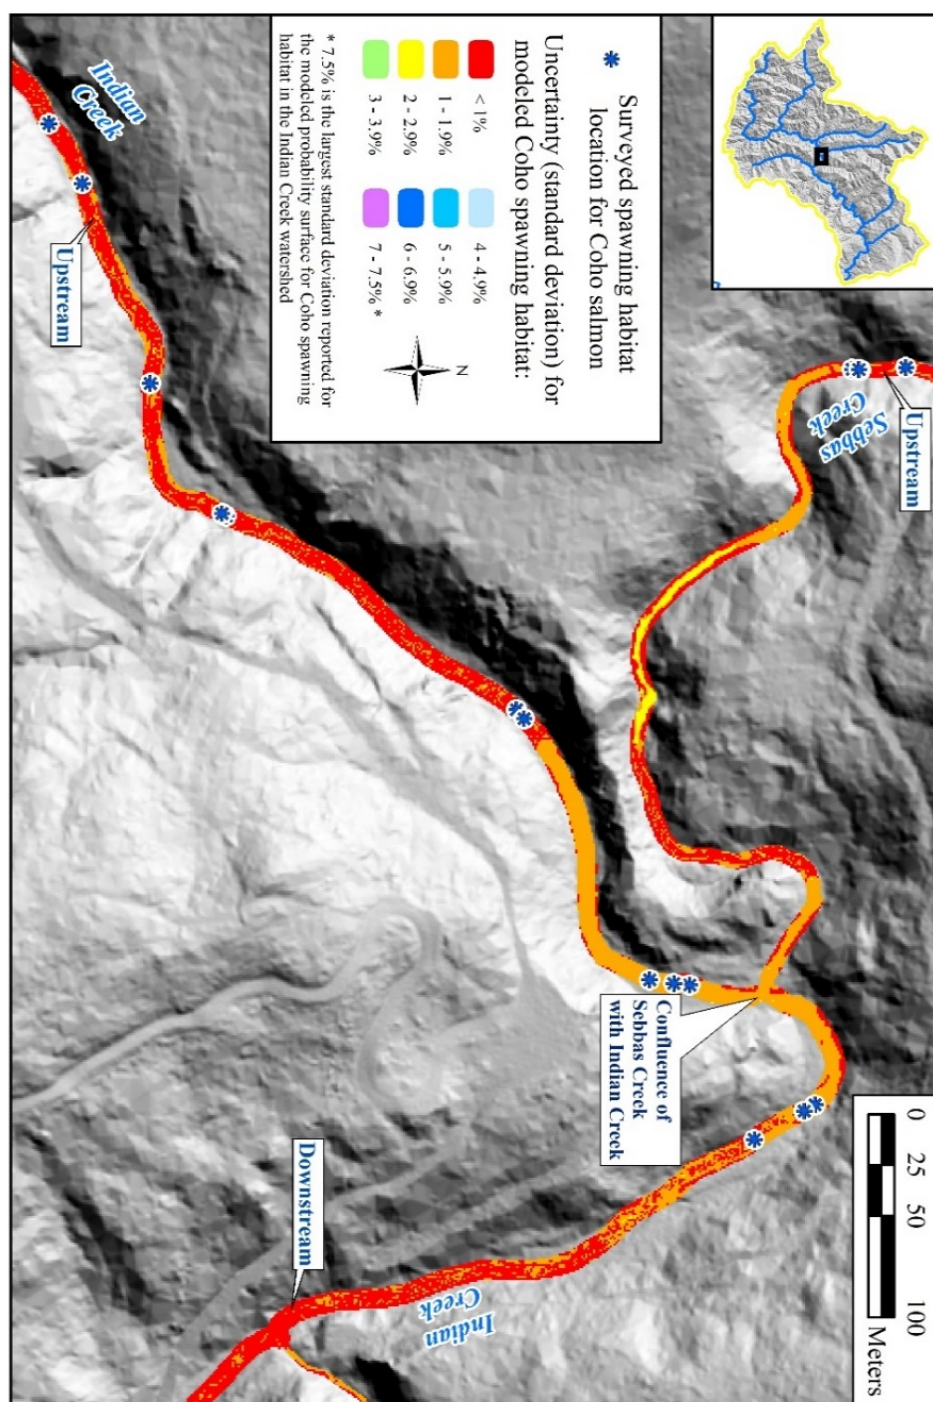 Surveyed spawning habitat
location for Coho salmon
Uncertainty (standard deviation) for
modeled Coho spawning habitat:
< 1%
1 - 1.9%
2 - 2.9%
3 - 3.9%
4 - 4.9%
5 - 5.9%
6 - 6.9%
7 - 7.5% *
N
* 7.5% is the largest standard deviation reported for
the modeled probability surface for Coho spawning
habitat in the Indian Creek watershed
Upstream
Sebbas
Creek
Indian
Creek
Upstream
Confluence of
Sebbas Creek
with Indian Creek
Downstream
Indian
Creek
0 25 50 100
Meters